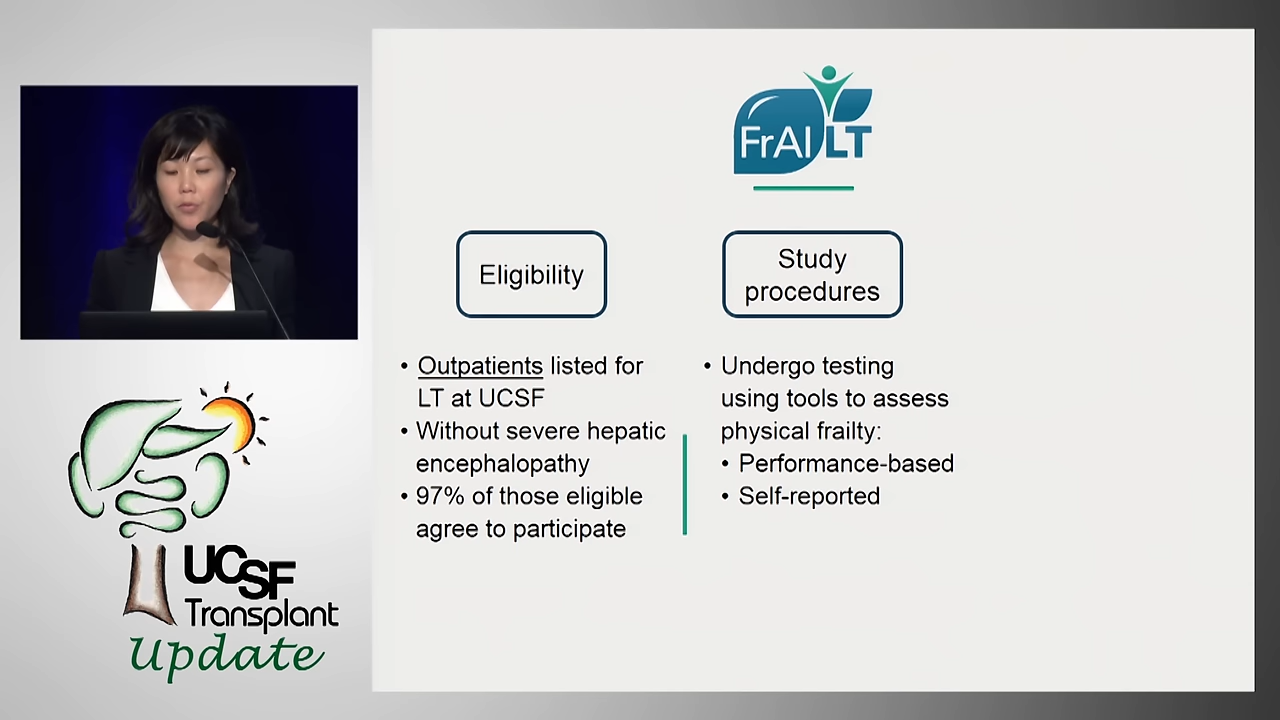 FrAILT
Eligibility
Study
procedures
• Outpatients listed for
LT at UCSF
• Without severe hepatic
encephalopathy
• 97% of those eligible
agree to participate
• Undergo testing
using tools to assess
physical frailty:
• Performance-based
• Self-reported
UCSF
Transplant
Update